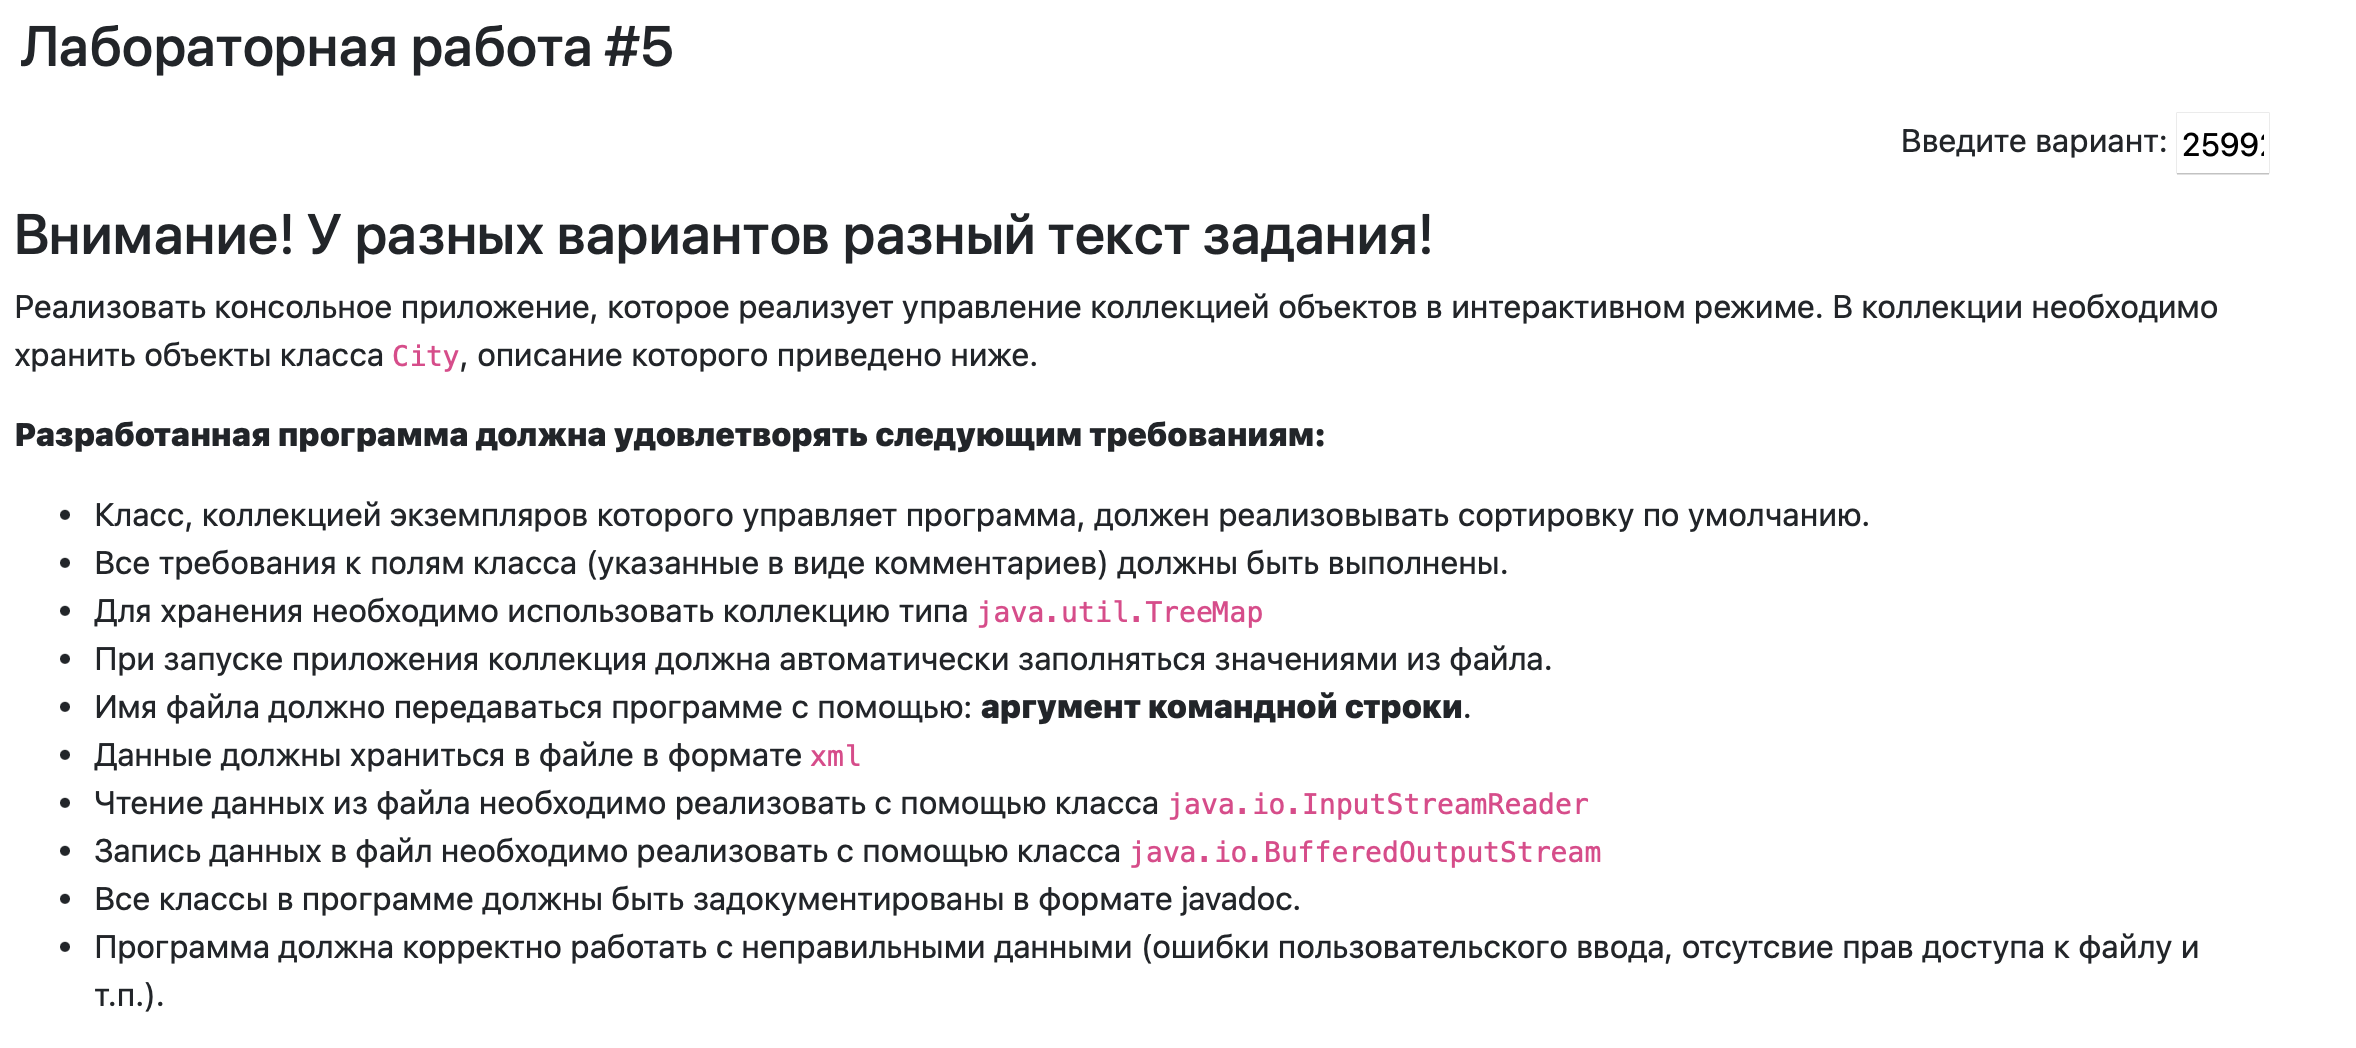 Лабораторная работа #5
Введите вариант: 2599
Внимание! У разных вариантов разный текст задания!
Реализовать консольное приложение, которое реализует управление коллекцией объектов в интерактивном режиме. В коллекции необходимо
хранить объекты класса City, описание которого приведено ниже.
Разработанная программа должна удовлетворять следующим требованиям:
• Класс, коллекцией экземпляров которого управляет программа, должен реализовывать сортировку по умолчанию.
• Все требования к полям класса (указанные в виде комментариев) должны быть выполнены.
• Для хранения необходимо использовать коллекцию типа java.util.TreeMap
• При запуске приложения коллекция должна автоматически заполняться значениями из файла.
• Имя файла должно передаваться программе с помощью: аргумент командной строки.
• Данные должны храниться в файле в формате xml
• Чтение данных из файла необходимо реализовать с помощью класса java.io.InputStreamReader
• Запись данных в файл необходимо реализовать с помощью класса java.io.BufferedOutputStream
• Все классы в программе должны быть задокументированы в формате javadoc.
• Программа должна корректно работать с неправильными данными (ошибки пользовательского ввода, отсутсвие прав доступа к файлу и
т.п.).